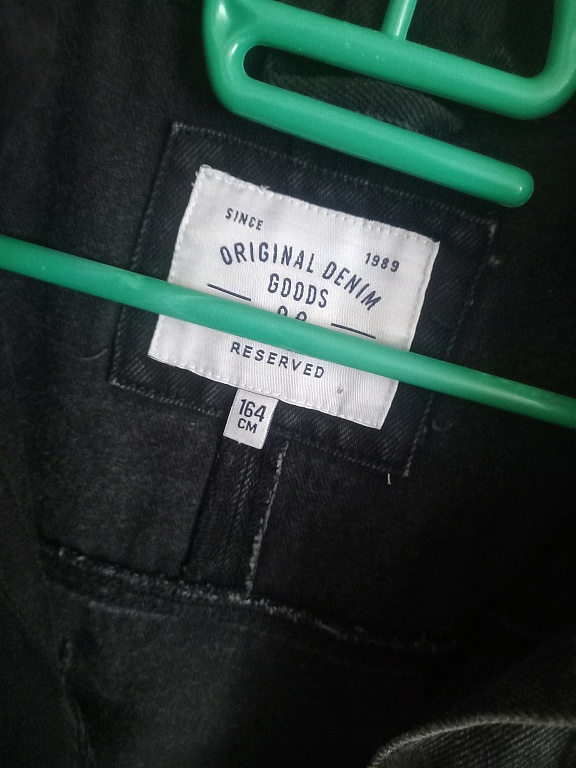 SINCE
1989
ORIGINAL DENIM
GOODS
RESERVED
164
CM